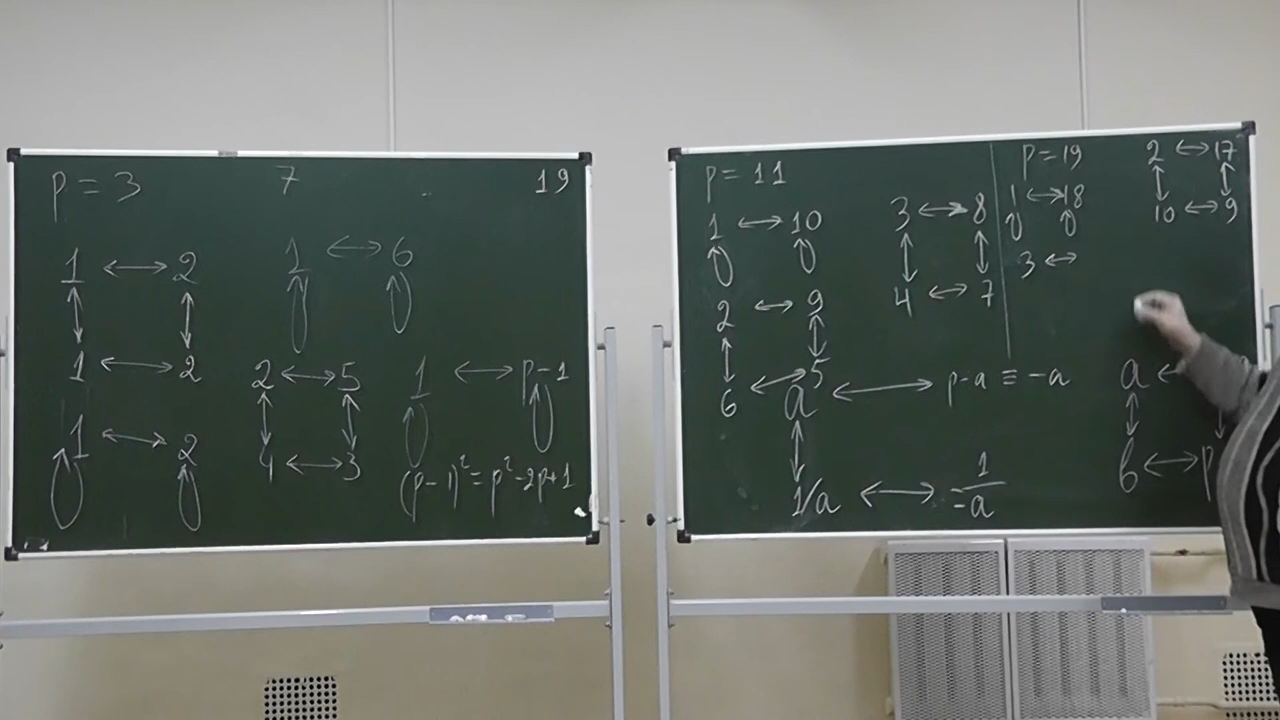 p = 3 7 19
1 ↔ 2 1 ↔ 6
1 ↔ 2 2 ↔ 5 1 ↔ p-1
1 ↔ 2 4 ↔ 3
(p-1)² = p² - 2p + 1
p = 11
1 ↔ 10
2 ↔ 9
6 ↔ 5
3 ↔ 8
4 ↔ 7
a ↔ p-a ≡ -a
1/a ↔ 1/-a
p = 19
1 ↔ 18
3 ↔
2 ↔ 17
10 ↔ 9
a
b ↔ p